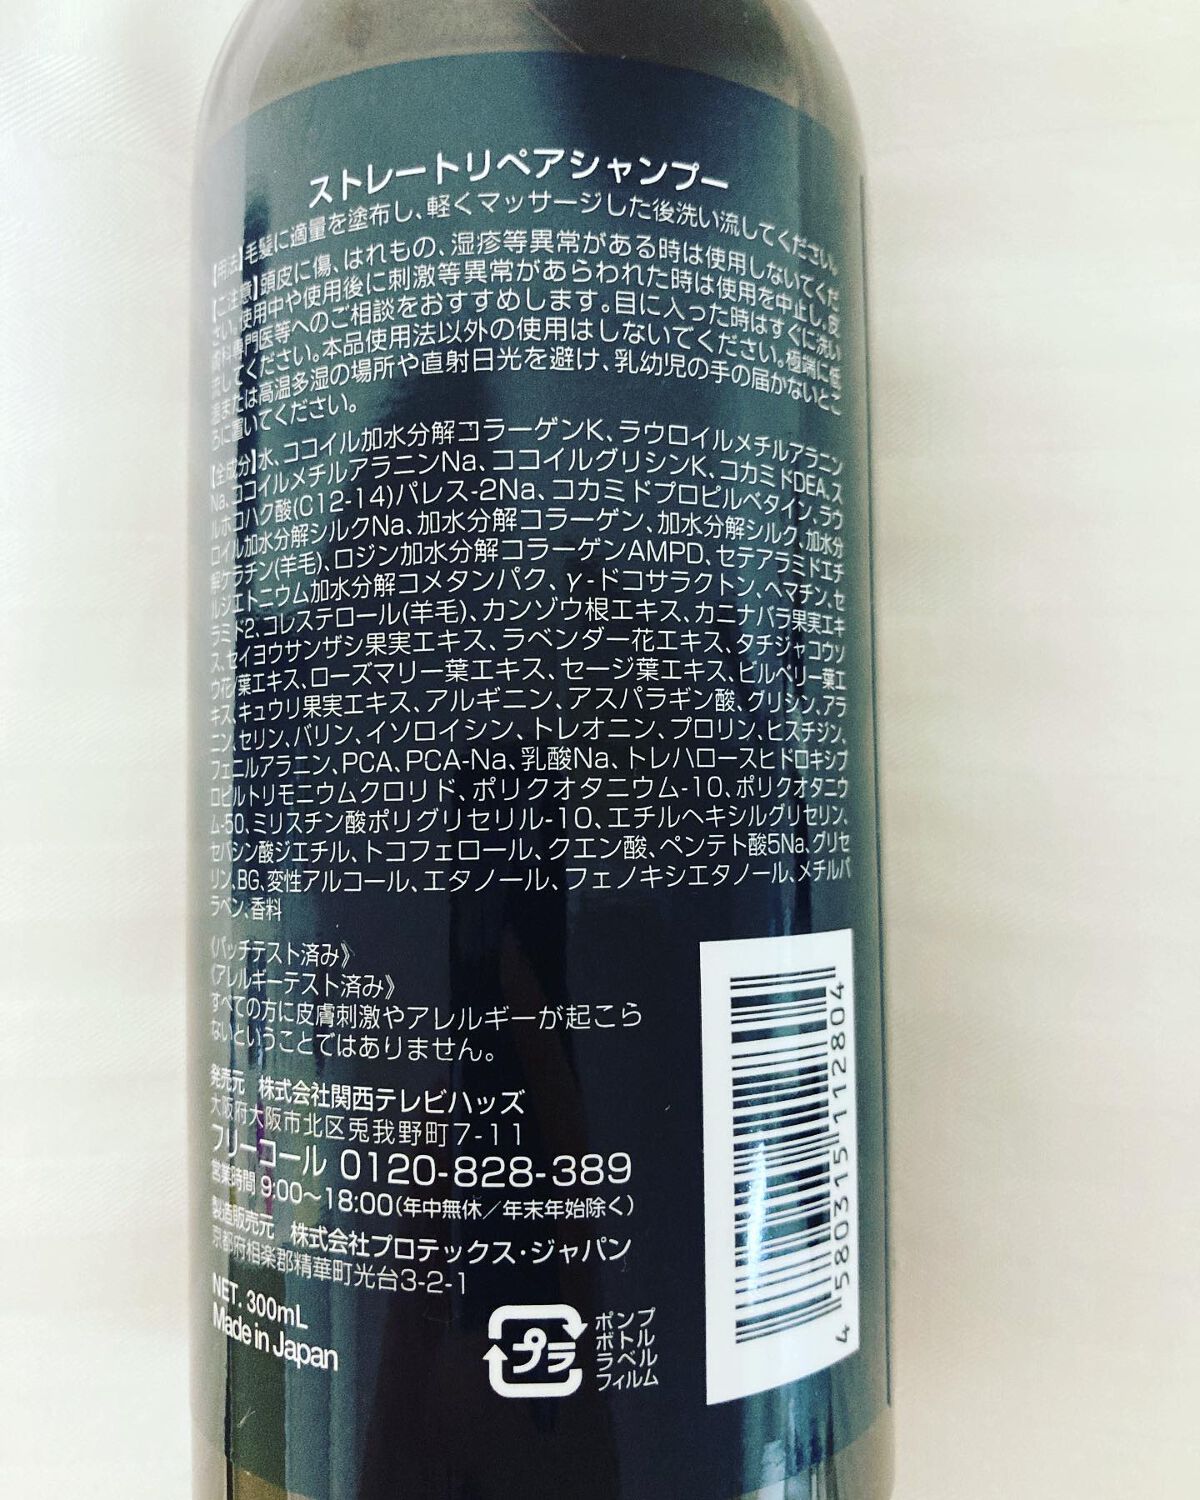 ストレートリペアシャンプー
【用法】毛髪に適量を塗布し、軽くマッサージした後洗い流してください。
【ご注意】頭皮に傷、はれもの、湿疹等異常がある時は使用しないでくだ
さい。使用中や使用後に刺激等異常があらわれた時は使用を中止し、皮
膚科専門医等へのご相談をおすすめします。目に入った時はすぐに洗い
流してください。本品使用法以外の使用はしないでください。極端に低
温または高温多湿の場所や直射日光を避け、乳幼児の手の届かないとこ
ろに置いてください。
【全成分】水、ココイル加水分解コラーゲンK、ラウロイルメチルアラニン
Na、ココイルメチルアラニンNa、ココイルグリシンK、コカミドDEA、ス
ルホコハク酸(C12-14)パレス-2Na、コカミドプロピルベタイン、ラウ
ロイル加水分解シルクNa、加水分解コラーゲン、加水分解シルク、加水分
解ケラチン(羊毛)、ロジン加水分解コラーゲンAMPD、セテアラミドエチ
ルジエトニウム加水分解コメタンパク、γ-ドコサラクトン、ヘマチン、セ
ラミド2、コレステロール(羊毛)、カンゾウ根エキス、カニナバラ果実エキ
ス、セイヨウサンザシ果実エキス、ラベンダー花エキス、タチジャコウソ
ウ花/葉エキス、ローズマリー葉エキス、セージ葉エキス、ビルベリー葉エ
キス、キュウリ果実エキス、アルギニン、アスパラギン酸、グリシン、アラ
ニン、セリン、バリン、イソロイシン、トレオニン、プロリン、ヒスチジン、
フェニルアラニン、PCA、PCA-Na、乳酸Na、トレハロースヒドロキシプ
ロピルトリモニウムクロリド、ポリクオタニウム-10、ポリクオタニウ
ム-50、ミリスチン酸ポリグリセリル-10、エチルヘキシルグリセリン、
セバシン酸ジエチル、トコフェロール、クエン酸、ペンテト酸5Na、グリセ
リン、BG、変性アルコール、エタノール、フェノキシエタノール、メチルパ
ラベン、香料
《パッチテスト済み》
《アレルギーテスト済み》
すべての方に皮膚刺激やアレルギーが起こら
ないということではありません。
発売元 株式会社関西テレビハッズ
大阪府大阪市北区兎我野町7-11
フリーコール 0120-828-389
営業時間 9:00~18:00(年中無休/年末年始除く)
製造販売元 株式会社プロテックス・ジャパン
京都府相楽郡精華町光台3-2-1
NET. 300mL
Made in Japan
プラ
ポンプ
ボトル
ラベル
フィルム
4 580315 112804